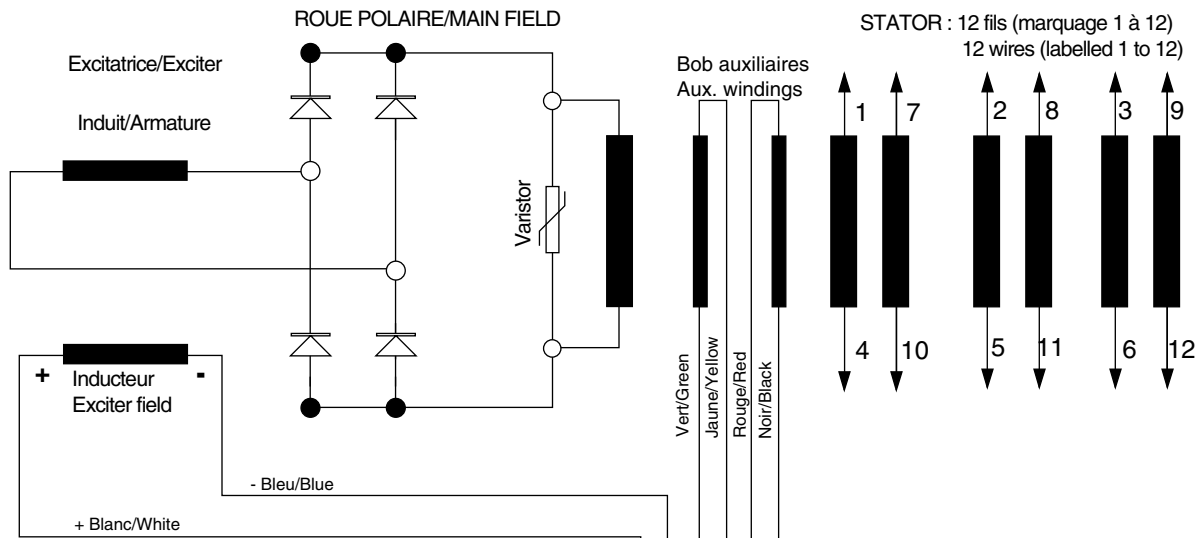 ROUE POLAIRE/MAIN FIELD
STATOR : 12 fils (marquage 1 à 12)
12 wires (labelled 1 to 12)
Excitatrice/Exciter
Induit/Armature
Bob auxiliaires
Aux. windings
1 7 2 8 3 9
Varistor
4 10 5 11 6 12
+ -
Inducteur
Exciter field
Vert/Green
Jaune/Yellow
Rouge/Red
Noir/Black
- Bleu/Blue
+ Blanc/White